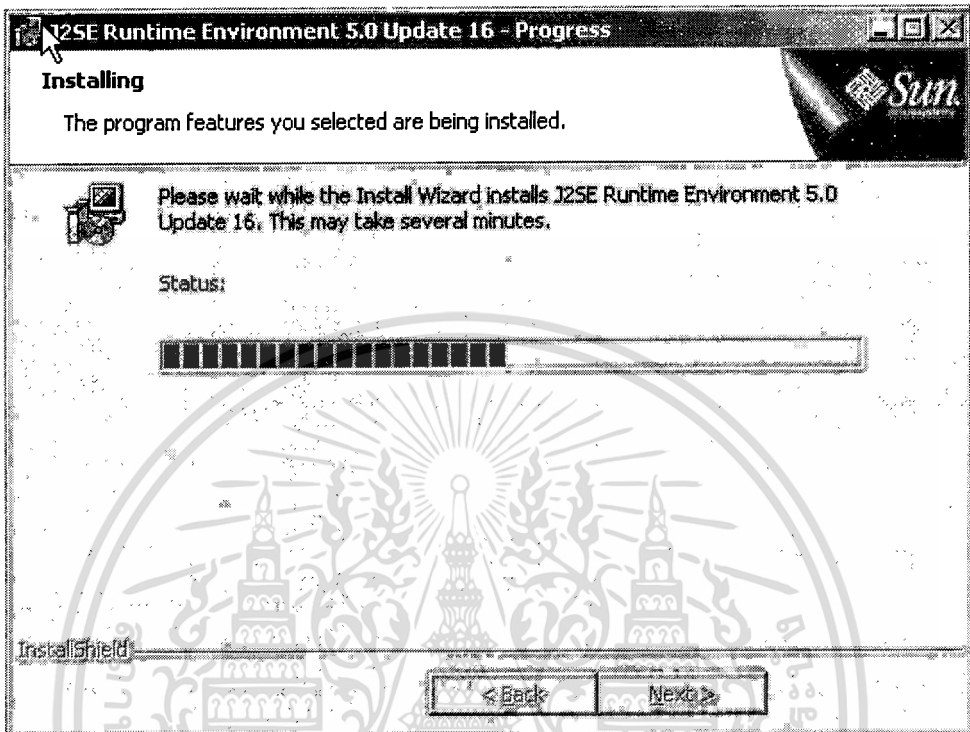 J2SE Runtime Environment 5.0 Update 16 - Progress
Installing
The program features you selected are being installed.
Sun
Please wait while the Install Wizard installs J2SE Runtime Environment 5.0
Update 16. This may take several minutes.
Status:
InstallShield
< Back
Next >